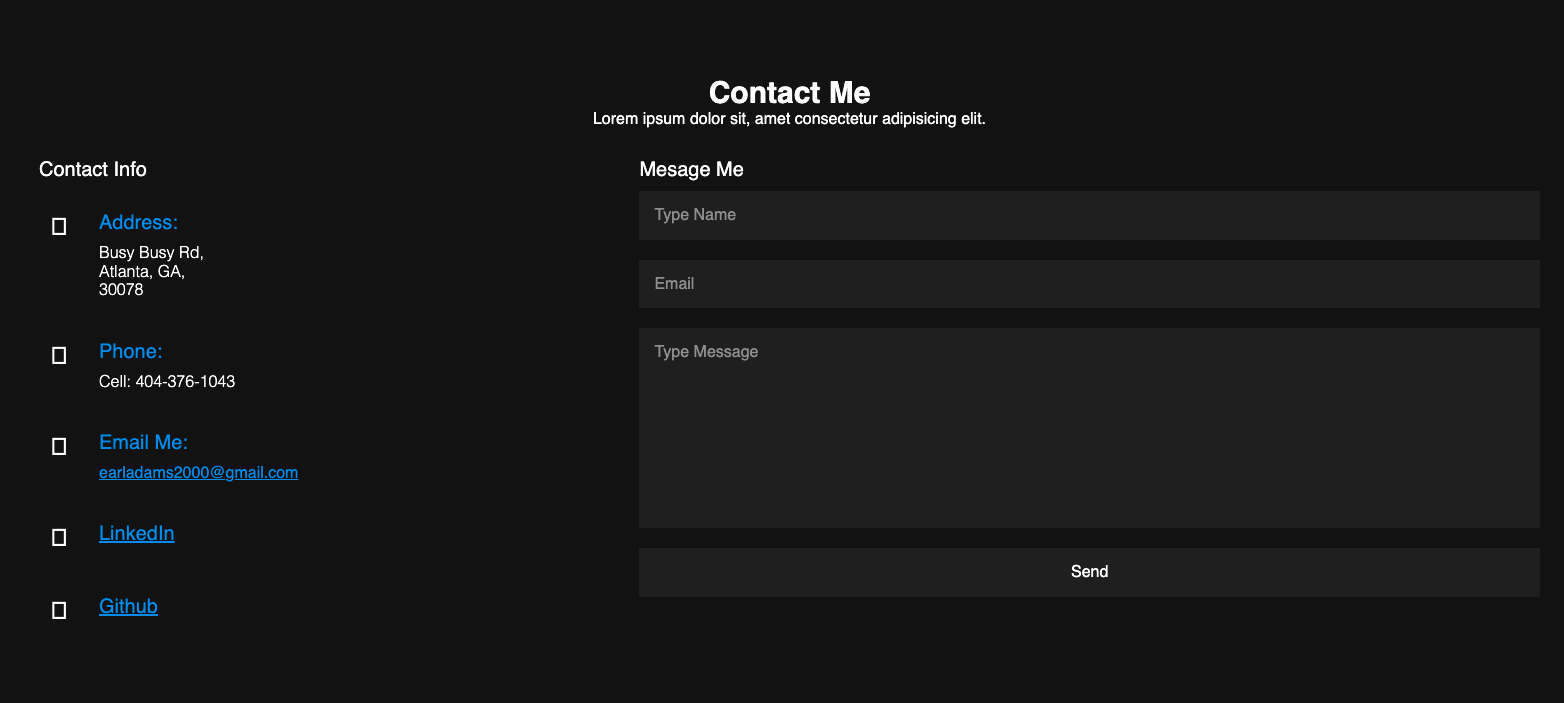 Contact Me
Lorem ipsum dolor sit, amet consectetur adipisicing elit.
Contact Info
Address:
Busy Busy Rd,
Atlanta, GA,
30078
Phone:
Cell: 404-376-1043
Email Me:
earladams2000@gmail.com
LinkedIn
Github
Mesage Me
Type Name
Email
Type Message
Send